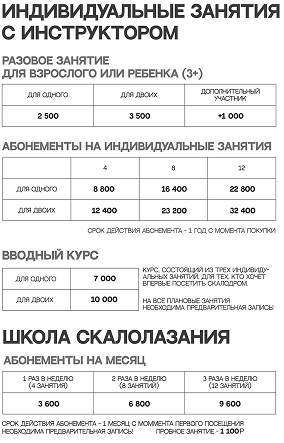 ИНДИВИДУАЛЬНЫЕ ЗАНЯТИЯ
С ИНСТРУКТОРОМ
РАЗОВОЕ ЗАНЯТИЕ
ДЛЯ ВЗРОСЛОГО ИЛИ РЕБЕНКА (3+)
ДЛЯ ОДНОГО ДЛЯ ДВОИХ ДОПОЛНИТЕЛЬНЫЙ УЧАСТНИК
2 500 3 500 +1 000
АБОНЕМЕНТЫ НА ИНДИВИДУАЛЬНЫЕ ЗАНЯТИЯ
4 8 12
ДЛЯ ОДНОГО 8 800 16 400 22 800
ДЛЯ ДВОИХ 12 400 23 200 32 400
СРОК ДЕЙСТВИЯ АБОНЕМЕНТА - 1 ГОД С МОМЕНТА ПОКУПКИ
ВВОДНЫЙ КУРС
ДЛЯ ОДНОГО 7 000
ДЛЯ ДВОИХ 10 000
КУРС, СОСТОЯЩИЙ ИЗ ТРЕХ ИНДИВИДУ-
АЛЬНЫХ ЗАНЯТИЙ. ДЛЯ ТЕХ, КТО ХОЧЕТ
ВПЕРВЫЕ ПОСЕТИТЬ СКАЛОДРОМ.
НА ВСЕ ПЛАНОВЫЕ ЗАНЯТИЯ
НЕОБХОДИМА ПРЕДВАРИТЕЛЬНАЯ ЗАПИСЬ!
ШКОЛА СКАЛОЛАЗАНИЯ
АБОНЕМЕНТЫ НА МЕСЯЦ
1 РАЗ В НЕДЕЛЮ 2 РАЗА В НЕДЕЛЮ 3 РАЗА В НЕДЕЛЮ
(4 ЗАНЯТИЯ) (8 ЗАНЯТИЙ) (12 ЗАНЯТИЙ)
3 600 6 800 9 600
СРОК ДЕЙСТВИЯ АБОНЕМЕНТА - 1 МЕСЯЦ С МОМЕНТА ПЕРВОГО ПОСЕЩЕНИЯ
НЕОБХОДИМА ПРЕДВАРИТЕЛЬНАЯ ЗАПИСЬ! ПРОБНОЕ ЗАНЯТИЕ - 1 100₽